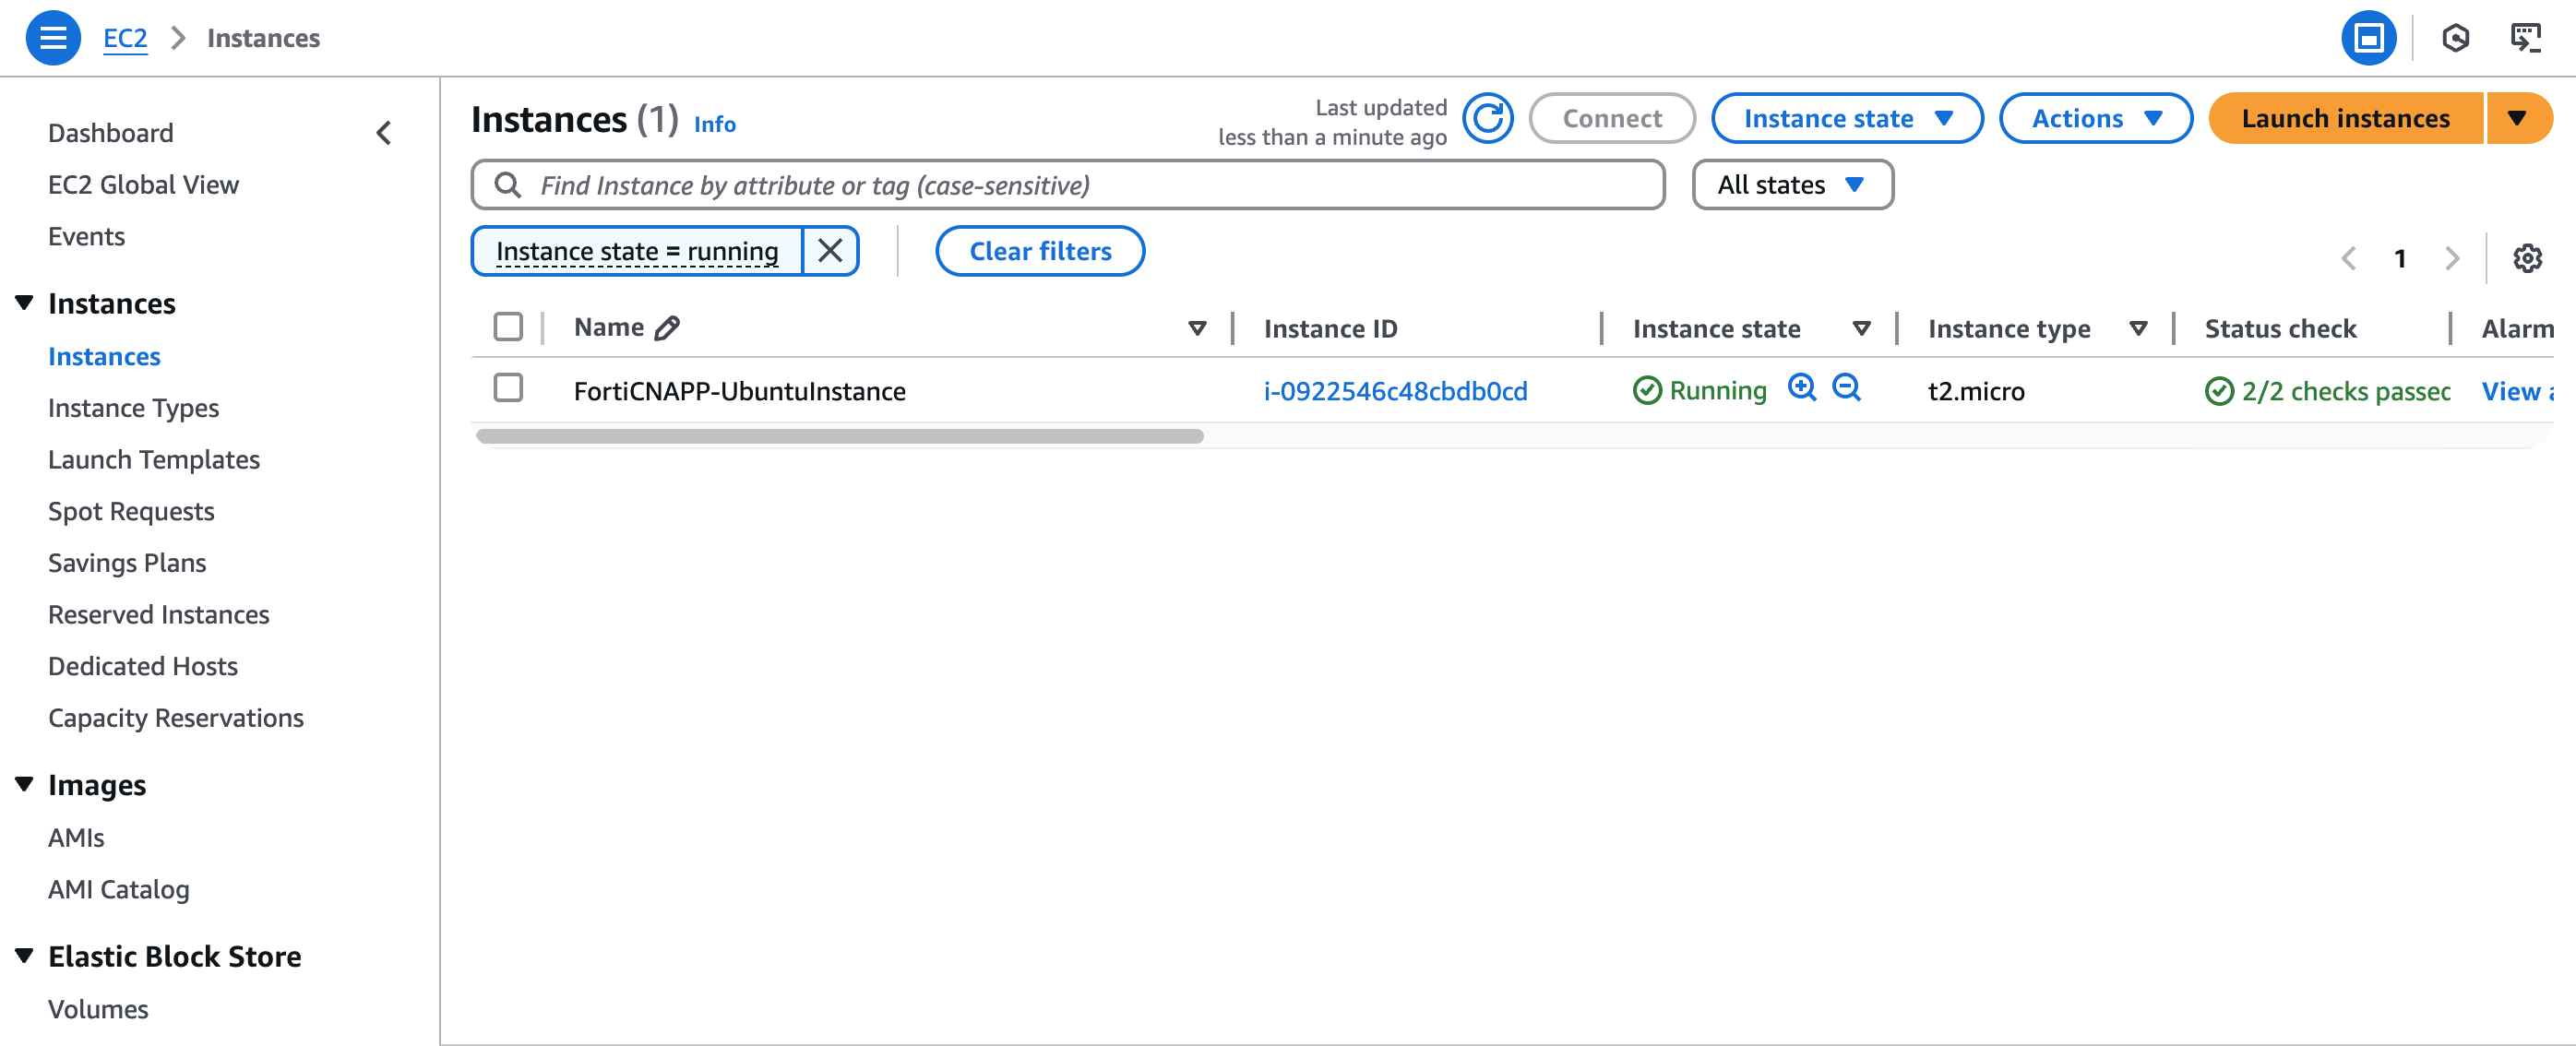 EC2 > Instances
Dashboard
EC2 Global View
Events
Instances
Instances
Instance Types
Launch Templates
Spot Requests
Savings Plans
Reserved Instances
Dedicated Hosts
Capacity Reservations
Images
AMIs
AMI Catalog
Elastic Block Store
Volumes
Instances (1) Info
Last updated
less than a minute ago
Connect
Instance state
Actions
Launch instances
Find Instance by attribute or tag (case-sensitive)
All states
Instance state = running
Clear filters
1
Name Instance ID Instance state Instance type Status check Alarm
FortiCNAPP-UbuntuInstance i-0922546c48cbdb0cd Running t2.micro 2/2 checks passed View